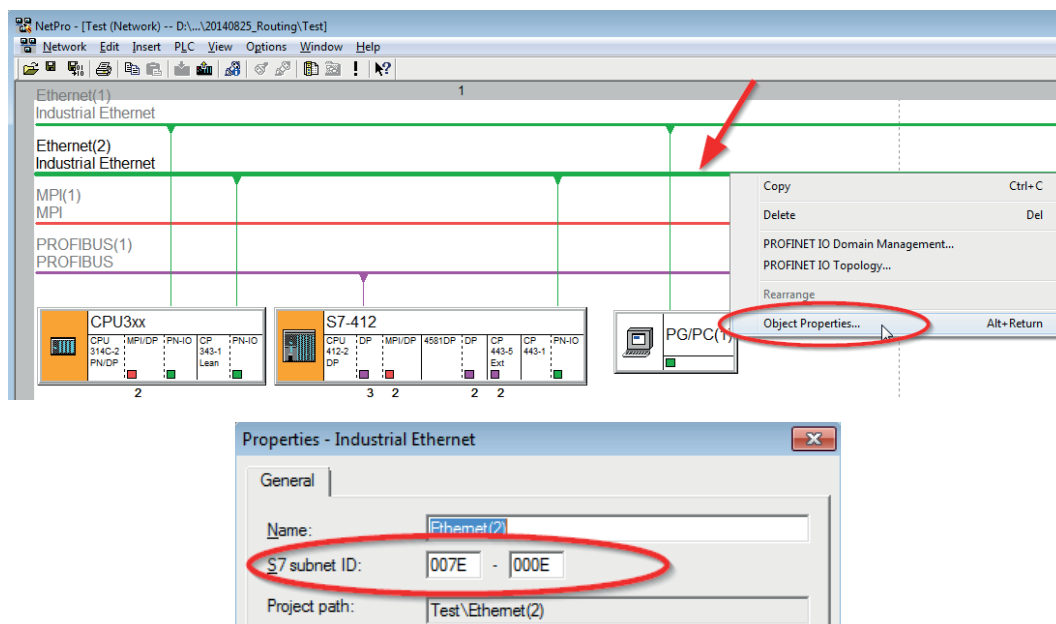 NetPro - [Test (Network) -- D:\...\20140825_Routing\Test]
Network Edit Insert PLC View Options Window Help
1
Ethernet(1)
Industrial Ethernet
Ethernet(2)
Industrial Ethernet
MPI(1)
MPI
PROFIBUS(1)
PROFIBUS
Copy Ctrl+C
Delete Del
PROFINET IO Domain Management...
PROFINET IO Topology...
Rearrange
Object Properties... Alt+Return
CPU3xx
CPU 314C-2 PN/DP
MPI/DP
PN-IO
CP 343-1 Lean
PN-IO
2
S7-412
CPU 412-2 DP
DP
MPI/DP
4581DP
DP
CP 443-5 Ext
CP 443-1
PN-IO
3 2 2 2
PG/PC(1)
Properties - Industrial Ethernet
General
Name: Ethernet(2)
S7 subnet ID: 007E - 000E
Project path: Test\Ethernet(2)